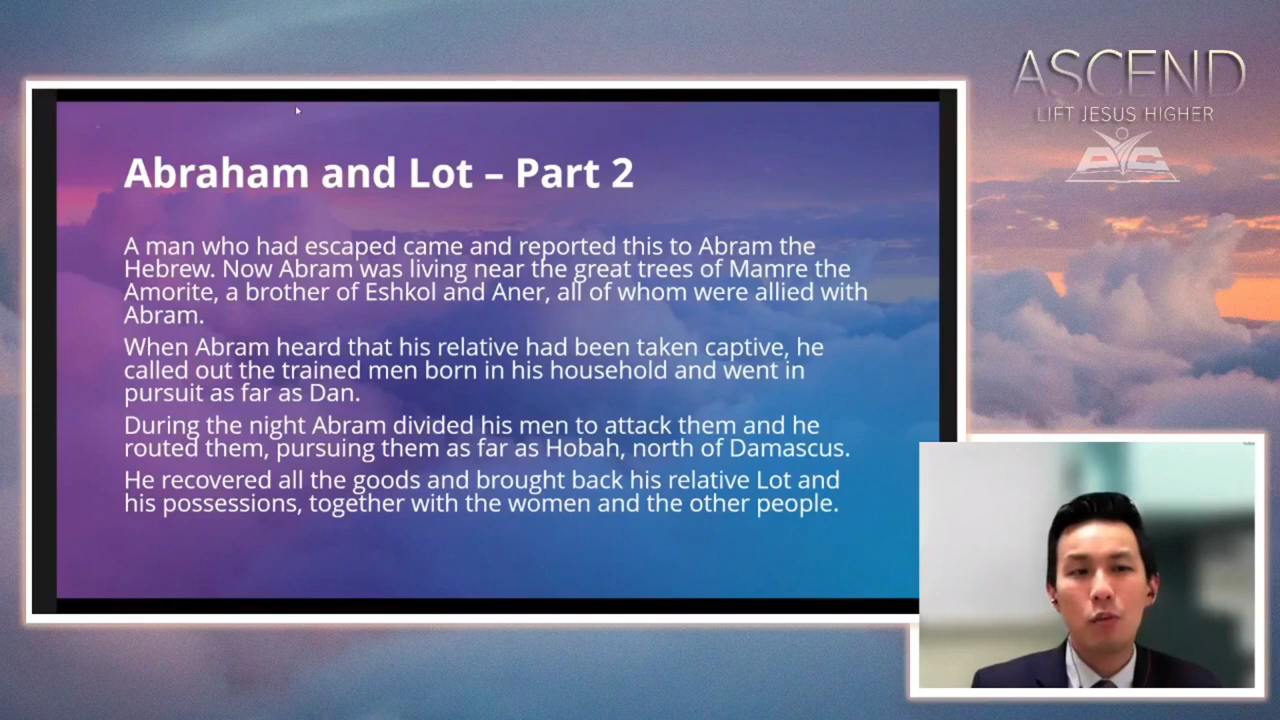 ASCEND
LIFT JESUS HIGHER
AYC
Abraham and Lot – Part 2
A man who had escaped came and reported this to Abram the
Hebrew. Now Abram was living near the great trees of Mamre the
Amorite, a brother of Eshkol and Aner, all of whom were allied with
Abram.
When Abram heard that his relative had been taken captive, he
called out the trained men born in his household and went in
pursuit as far as Dan.
During the night Abram divided his men to attack them and he
routed them, pursuing them as far as Hobah, north of Damascus.
He recovered all the goods and brought back his relative Lot and
his possessions, together with the women and the other people.